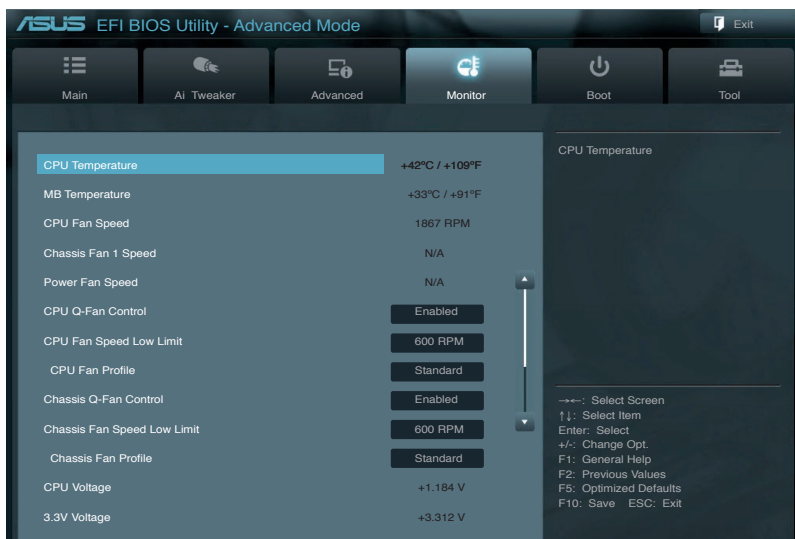 ASUS EFI BIOS Utility - Advanced Mode
Exit
Main
Ai Tweaker
Advanced
Monitor
Boot
Tool
CPU Temperature +42ºC / +109ºF
MB Temperature +33ºC / +91ºF
CPU Fan Speed 1867 RPM
Chassis Fan 1 Speed N/A
Power Fan Speed N/A
CPU Q-Fan Control Enabled
CPU Fan Speed Low Limit 600 RPM
CPU Fan Profile Standard
Chassis Q-Fan Control Enabled
Chassis Fan Speed Low Limit 600 RPM
Chassis Fan Profile Standard
CPU Voltage +1.184 V
3.3V Voltage +3.312 V
CPU Temperature
→←: Select Screen
↑↓: Select Item
Enter: Select
+/-: Change Opt.
F1: General Help
F2: Previous Values
F5: Optimized Defaults
F10: Save ESC: Exit